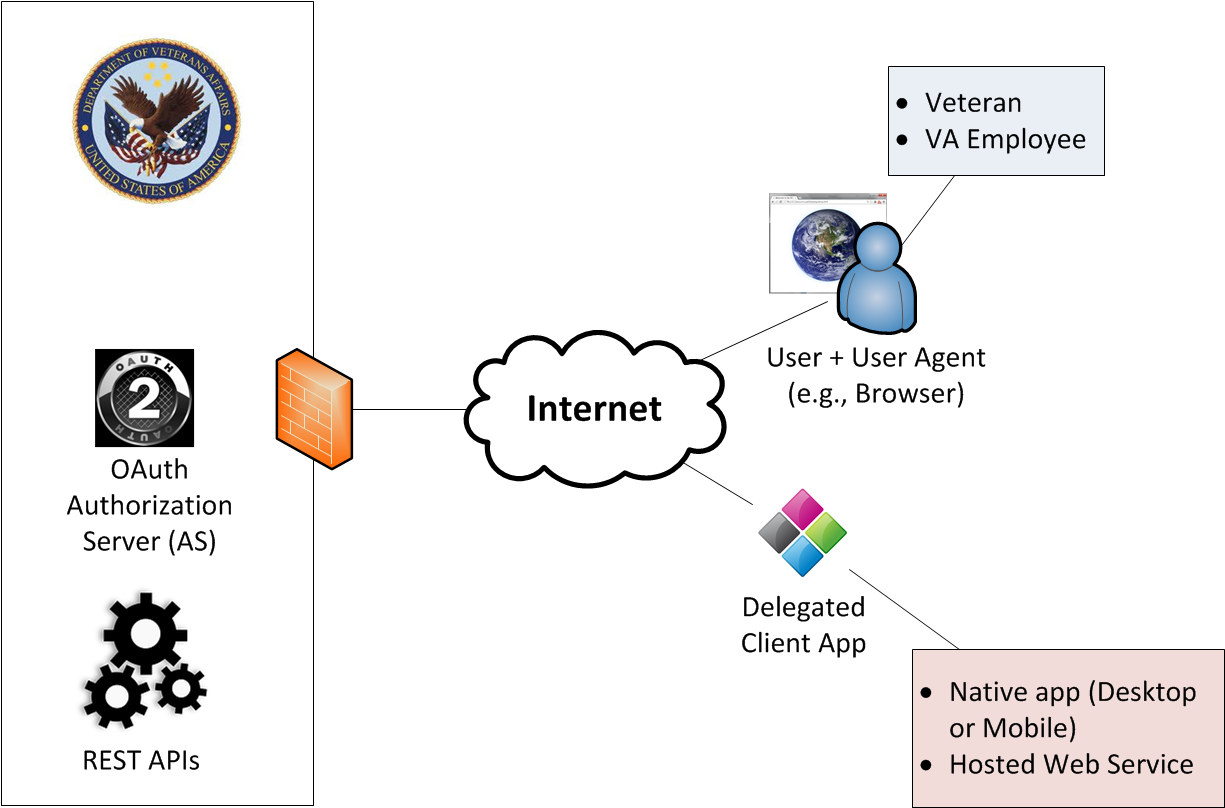 DEPARTMENT OF VETERANS AFFAIRS
UNITED STATES OF AMERICA
• Veteran
• VA Employee
User + User Agent
(e.g., Browser)
OAUTH
2
OAUTH
OAuth
Authorization
Server (AS)
Internet
Delegated
Client App
REST APIs
• Native app (Desktop
or Mobile)
• Hosted Web Service